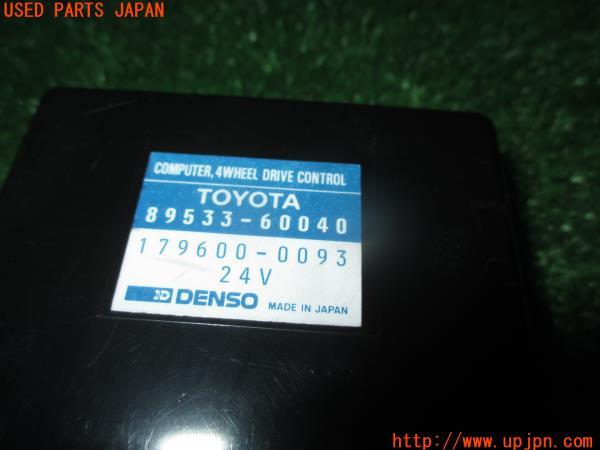 USED PARTS JAPAN
COMPUTER, 4WHEEL DRIVE CONTROL
TOYOTA
89533-60040
179600-0093
24V
DENSO
MADE IN JAPAN
http://www.upjpn.com/